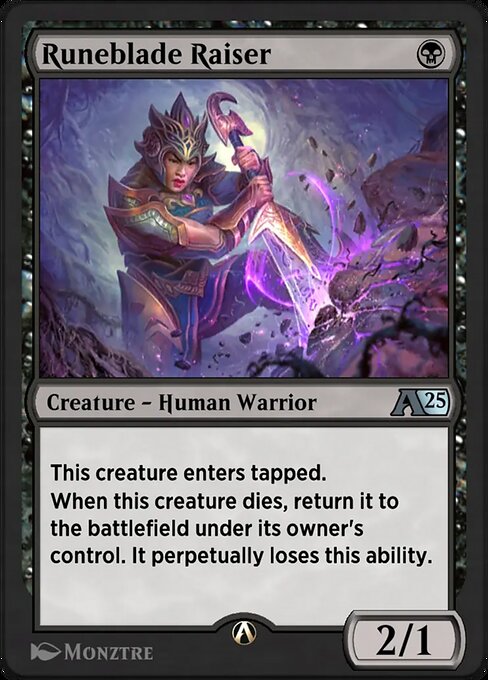 Runeblade Raiser
Creature – Human Warrior
A25
This creature enters tapped.
When this creature dies, return it to
the battlefield under its owner's
control. It perpetually loses this ability.
2/1
Monztre